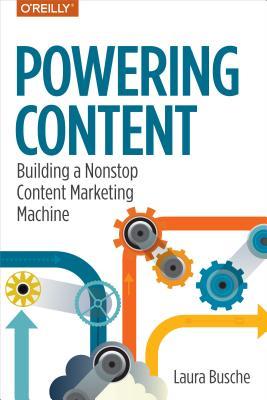 O'REILLY®
POWERING
CONTENT
Building a Nonstop
Content Marketing
Machine
Laura Busche